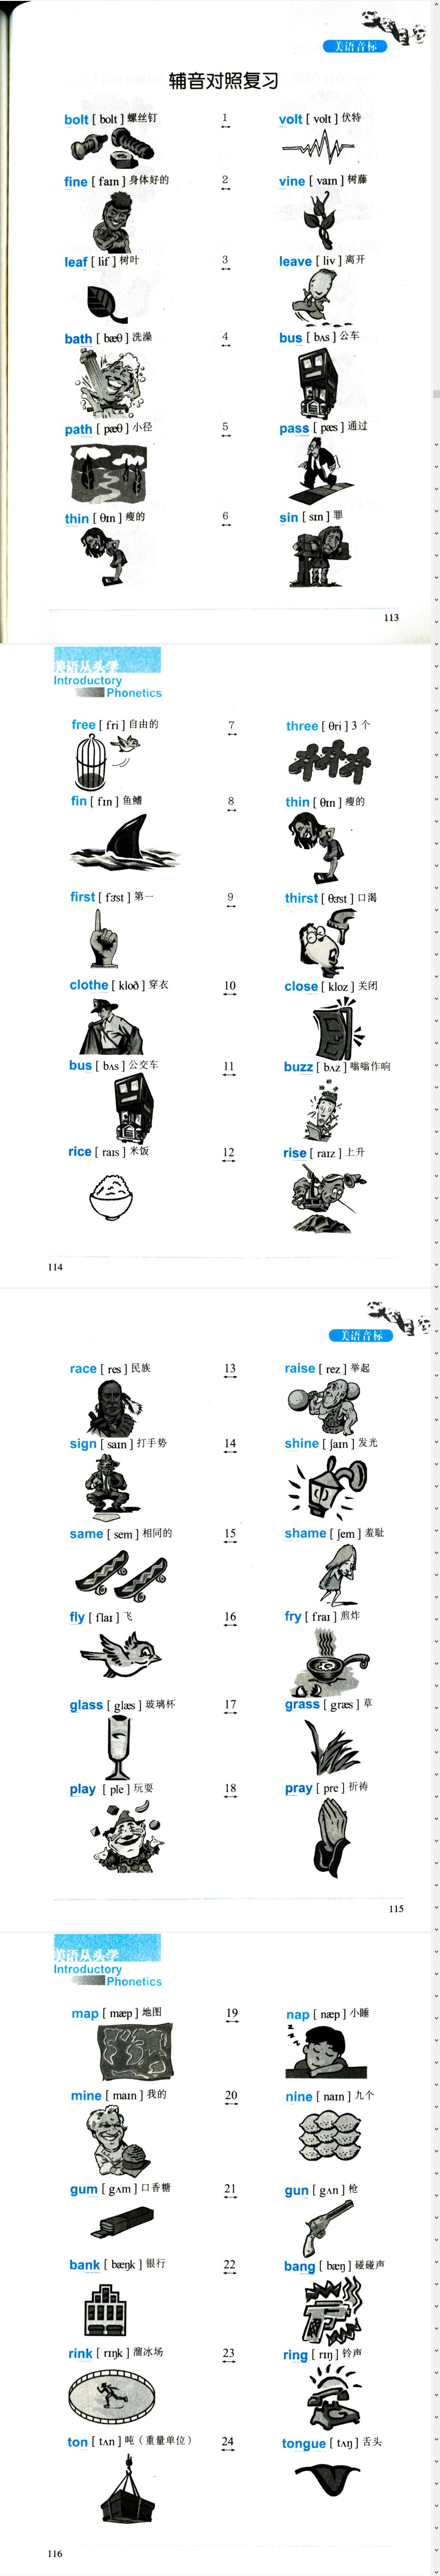 美语音标
辅音对照复习
bolt [ bolt ] 螺丝钉 1 volt [ volt ] 伏特
fine [ faɪn ] 身体好的 2 vine [ vaɪn ] 树藤
leaf [ lif ] 树叶 3 leave [ liv ] 离开
bath [ bæθ ] 洗澡 4 bus [ bʌs ] 公车
path [ pæθ ] 小径 5 pass [ pæs ] 通过
thin [ θɪn ] 瘦的 6 sin [ sɪn ] 罪
113
美语从头学
Introductory
Phonetics
free [ fri ] 自由的 7 three [ θri ] 3 个
fin [ fɪn ] 鱼鳍 8 thin [ θɪn ] 瘦的
first [ fɝst ] 第一 9 thirst [ θɝst ] 口渴
clothe [ kloð ] 穿衣 10 close [ kloz ] 关闭
bus [ bʌs ] 公交车 11 buzz [ bʌz ] 嗡嗡作响
rice [ raɪs ] 米饭 12 rise [ raɪz ] 上升
114
美语音标
race [ res ] 民族 13 raise [ rez ] 举起
sign [ saɪn ] 打手势 14 shine [ ʃaɪn ] 发光
same [ sem ] 相同的 15 shame [ ʃem ] 羞耻
fly [ flaɪ ] 飞 16 fry [ fraɪ ] 煎炸
glass [ glæs ] 玻璃杯 17 grass [ græs ] 草
play [ ple ] 玩耍 18 pray [ pre ] 祈祷
115
美语从头学
Introductory
Phonetics
map [ mæp ] 地图 19 nap [ næp ] 小睡
z z z
mine [ maɪn ] 我的 20 nine [ naɪn ] 九个
gum [ gʌm ] 口香糖 21 gun [ gʌn ] 枪
bank [ bæŋk ] 银行 22 bang [ bæŋ ] 碰碰声
rink [ rɪŋk ] 溜冰场 23 ring [ rɪŋ ] 铃声
ton [ tʌn ] 吨（重量单位） 24 tongue [ tʌŋ ] 舌头
116